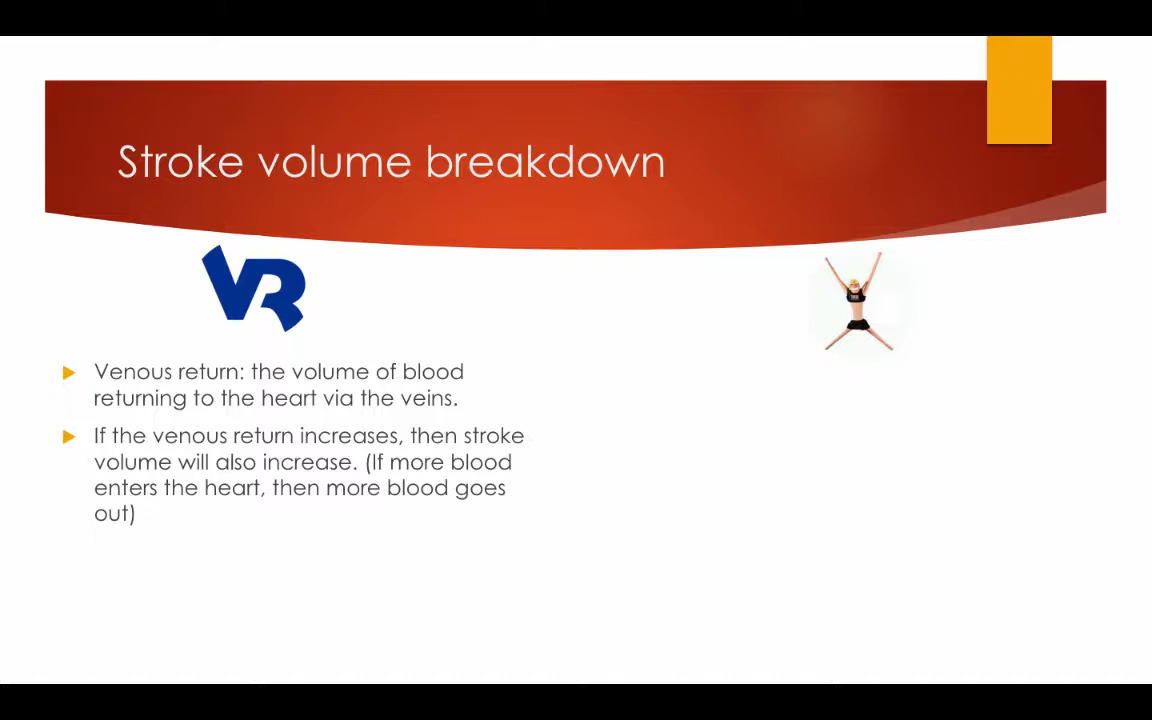 Stroke volume breakdown
VR
Venous return: the volume of blood
returning to the heart via the veins.
If the venous return increases, then stroke
volume will also increase. (If more blood
enters the heart, then more blood goes
out)